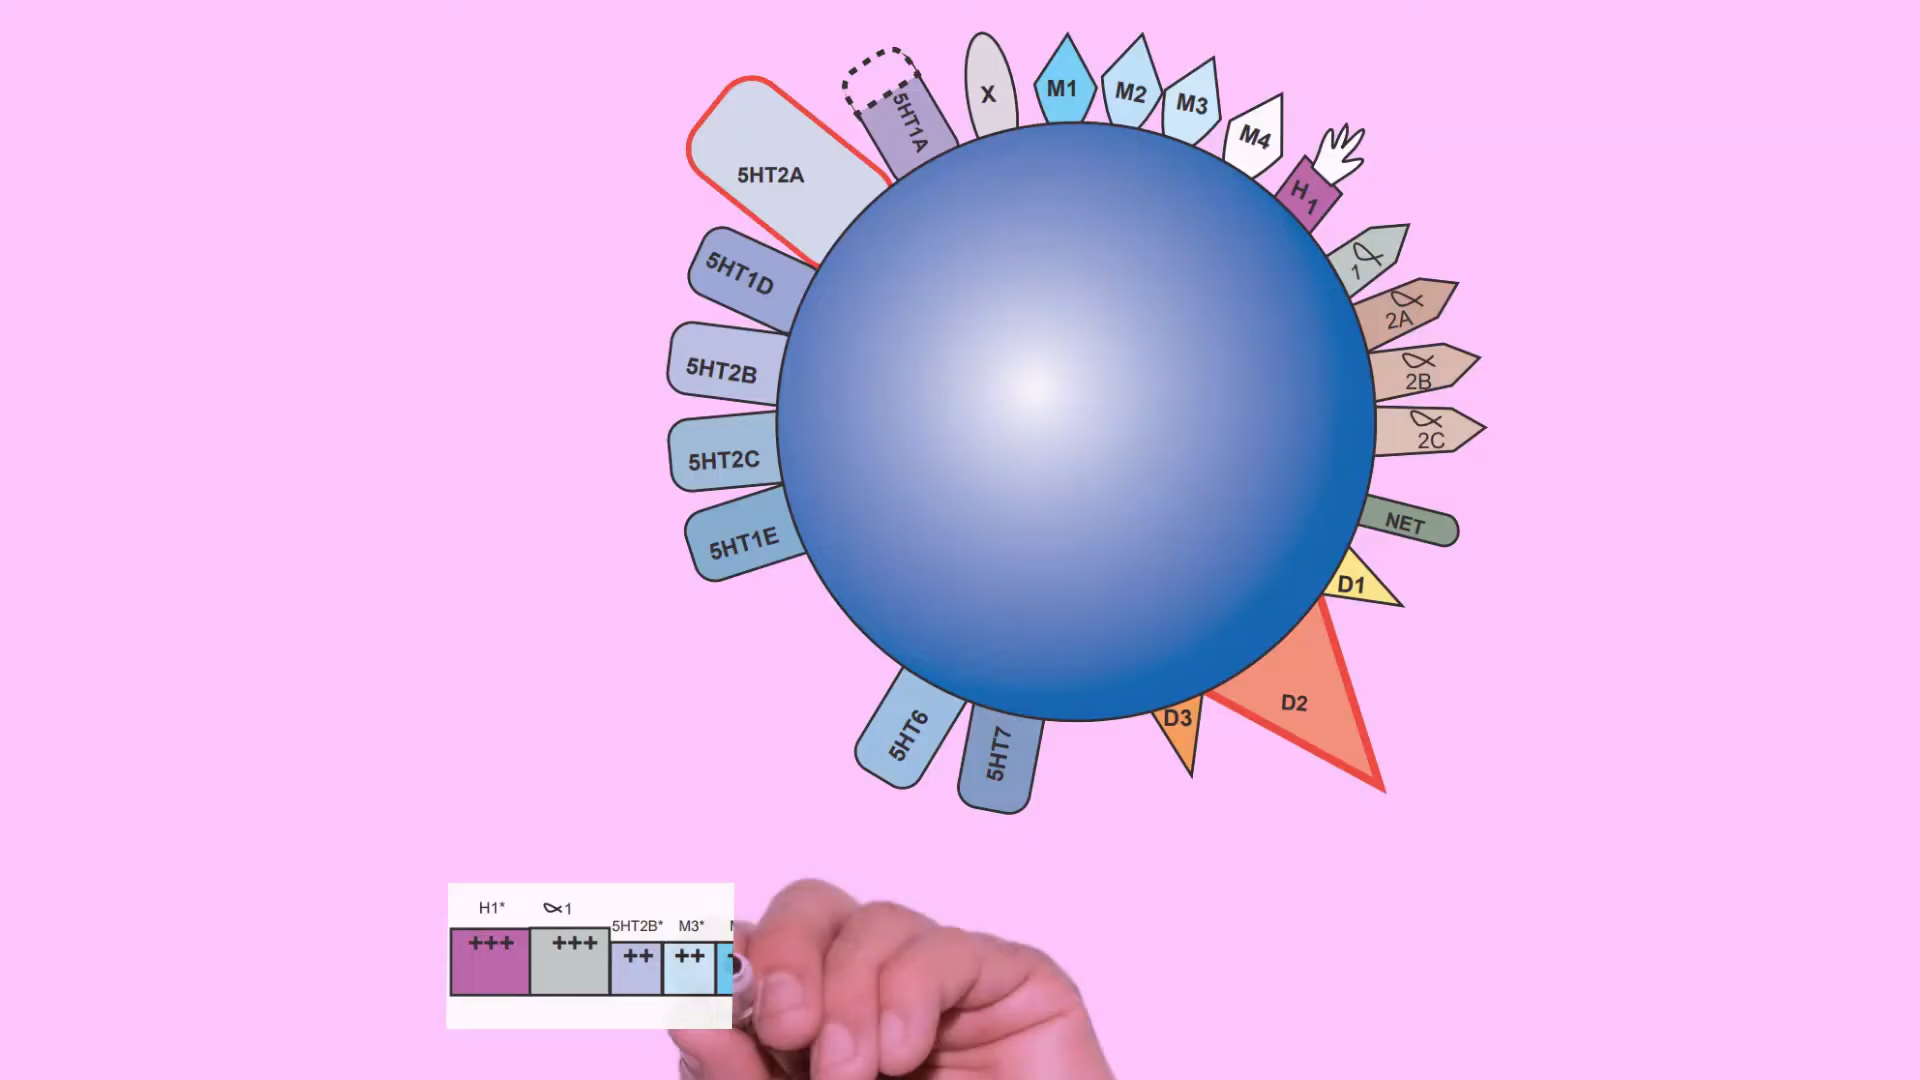 5HT1A
X
M1
M2
M3
M4
H1
5HT2A
α1
5HT1D
α2A
5HT2B
α2B
5HT2C
α2C
5HT1E
NET
D1
D2
5HT6
5HT7
D3
H1* α1
5HT2B* M3*
+++ +++ ++ ++